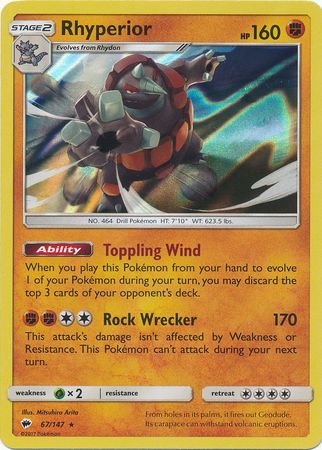 STAGE2
Rhyperior
HP 160
Evolves from Rhydon
NO. 464 Drill Pokémon HT: 7'10" WT: 623.5 lbs.
Ability Toppling Wind
When you play this Pokémon from your hand to evolve
1 of your Pokémon during your turn, you may discard
the top 3 cards of your opponent's deck.
Rock Wrecker 170
This attack's damage isn't affected by Weakness or
Resistance. This Pokémon can't attack during your
next turn.
weakness ×2 resistance retreat
Illus. Mitsuhiro Arita
67/147 ★
©2017 Pokémon
From holes in its palms, it fires out Geodude.
Its carapace can withstand volcanic eruptions.